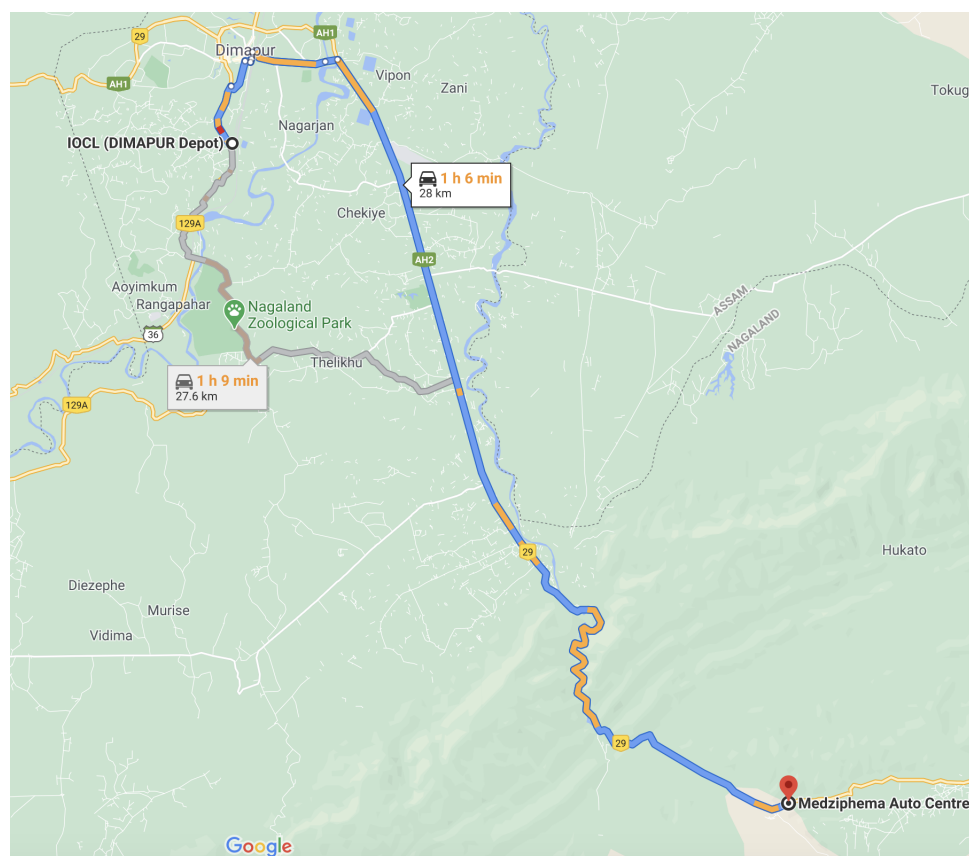 29
Dimapur
AH1
AH1
Vipon
Zani
Tokug
Nagarjan
IOCL (DIMAPUR Depot)
1 h 6 min
28 km
Chekiye
129A
AH2
Aoyimkum
Rangapahar
Nagaland
Zoological Park
ASSAM
NAGALAND
36
Thelikhu
1 h 9 min
27.6 km
129A
29
Hukato
Diezephe
Murise
Vidima
29
Medziphema Auto Centre
Google